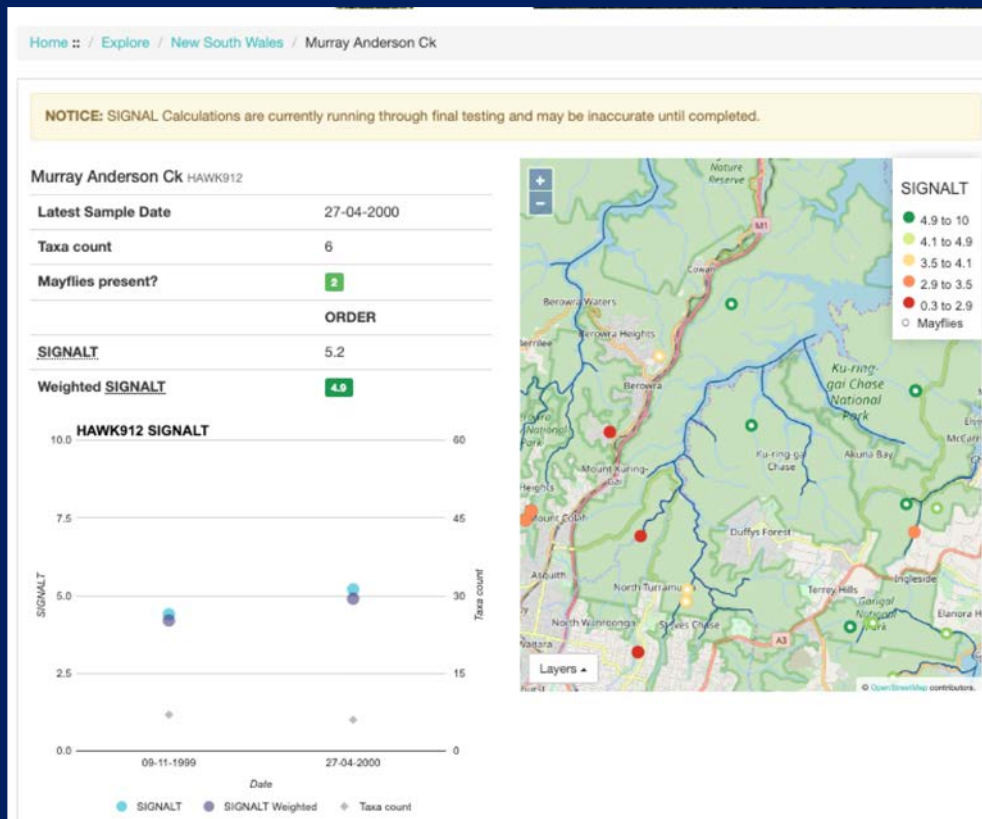 Home :: / Explore / New South Wales / Murray Anderson Ck
NOTICE: SIGNAL Calculations are currently running through final testing and may be inaccurate until completed.
Murray Anderson Ck HAWK912
Latest Sample Date 27-04-2000
Taxa count 6
Mayflies present? 2
ORDER
SIGNALT 5.2
Weighted SIGNALT 4.9
HAWK912 SIGNALT
10.0
7.5
5.0
2.5
0.0
60
45
30
15
0
SIGNALT
Taxa count
09-11-1999 27-04-2000
Date
SIGNALT SIGNALT Weighted Taxa count
+
−
Nature
Reserve
M1
Cowan
Berowra Waters
Berowra Heights
Berowra
National
Park
Mount Kuring-
Gai
Heights
Mount Colah
Asquith
North Turramu
North Wahroonga
St Ives Chase
Duffys Forest
Ku-ring-gai
Chase
Ku-ring-
gai Chase
National
Park
Akuna Bay
McCarr
Terrey Hills
Ingleside
Garigal
National
Park
Elanora H
A3
SIGNALT
4.9 to 10
4.1 to 4.9
3.5 to 4.1
2.9 to 3.5
0.3 to 2.9
Mayflies
Layers
© OpenStreetMap contributors.